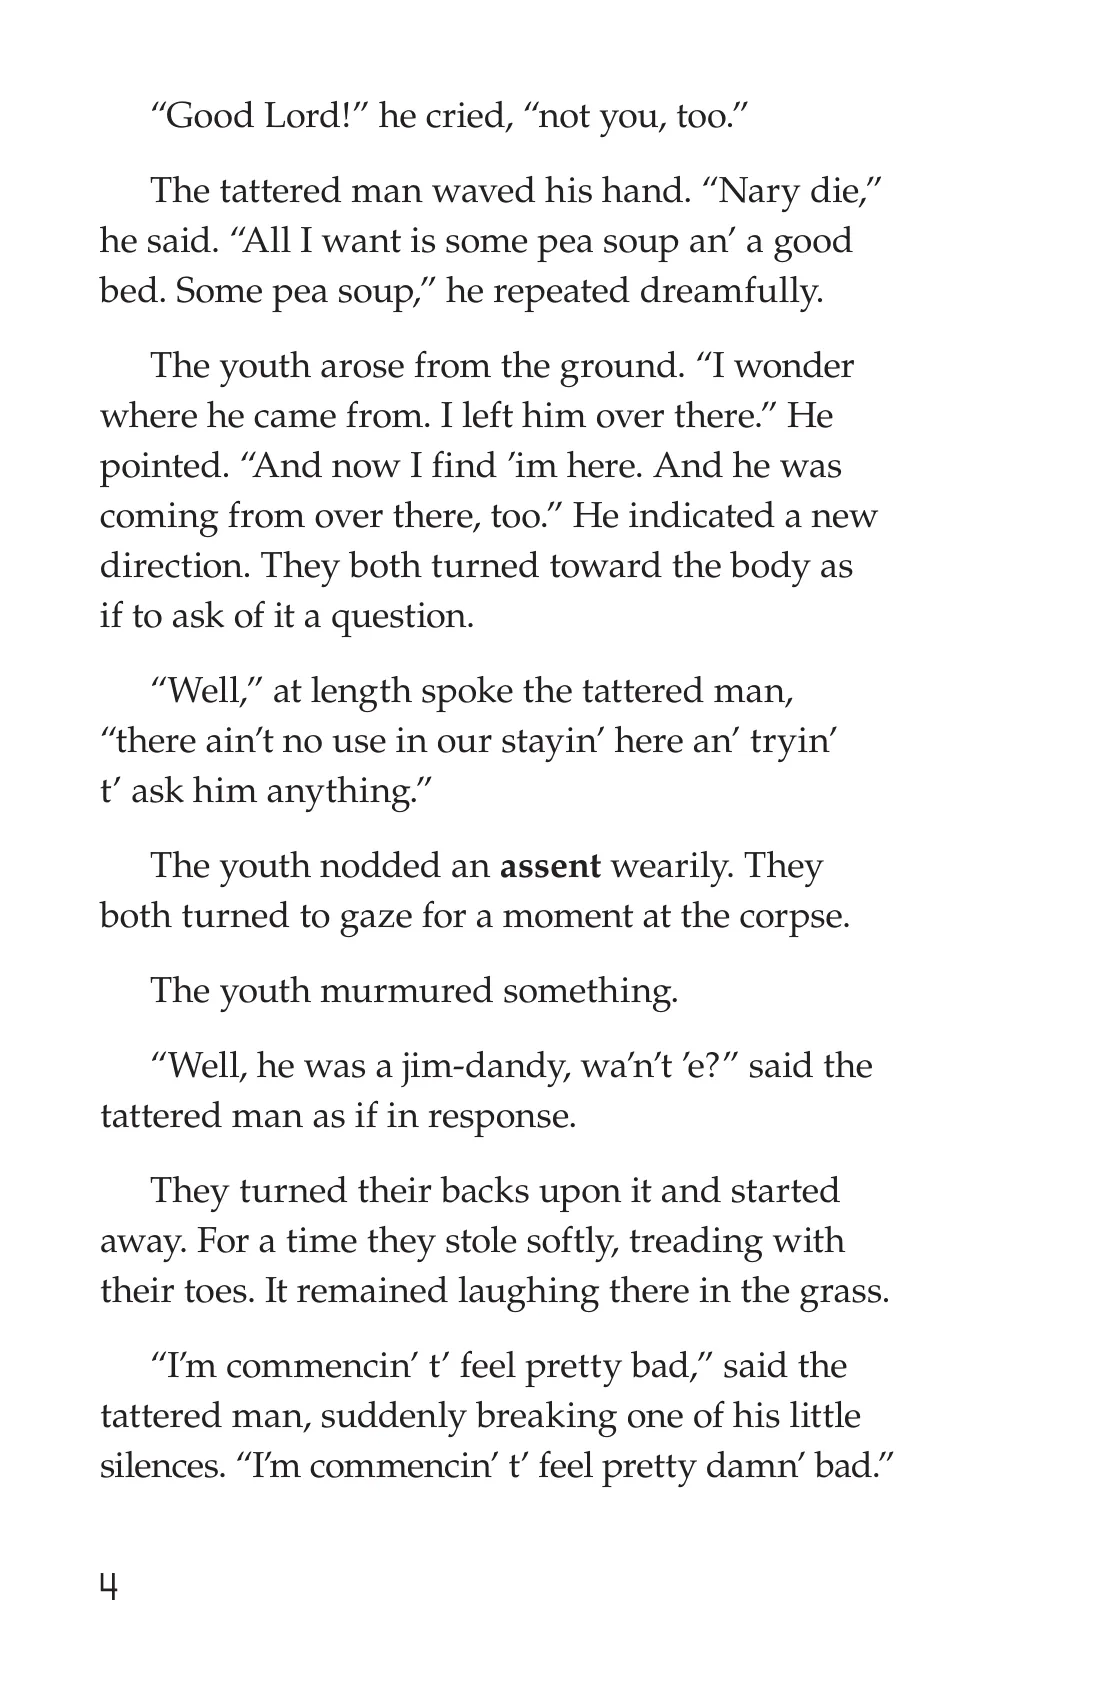 “Good Lord!” he cried, “not you, too.”
The tattered man waved his hand. “Nary die,”
he said. “All I want is some pea soup an’ a good
bed. Some pea soup,” he repeated dreamfully.
The youth arose from the ground. “I wonder
where he came from. I left him over there.” He
pointed. “And now I find ’im here. And he was
coming from over there, too.” He indicated a new
direction. They both turned toward the body as
if to ask of it a question.
“Well,” at length spoke the tattered man,
“there ain’t no use in our stayin’ here an’ tryin’
t’ ask him anything.”
The youth nodded an assent wearily. They
both turned to gaze for a moment at the corpse.
The youth murmured something.
“Well, he was a jim-dandy, wa’n’t ’e?” said the
tattered man as if in response.
They turned their backs upon it and started
away. For a time they stole softly, treading with
their toes. It remained laughing there in the grass.
“I’m commencin’ t’ feel pretty bad,” said the
tattered man, suddenly breaking one of his little
silences. “I’m commencin’ t’ feel pretty damn’ bad.”
4